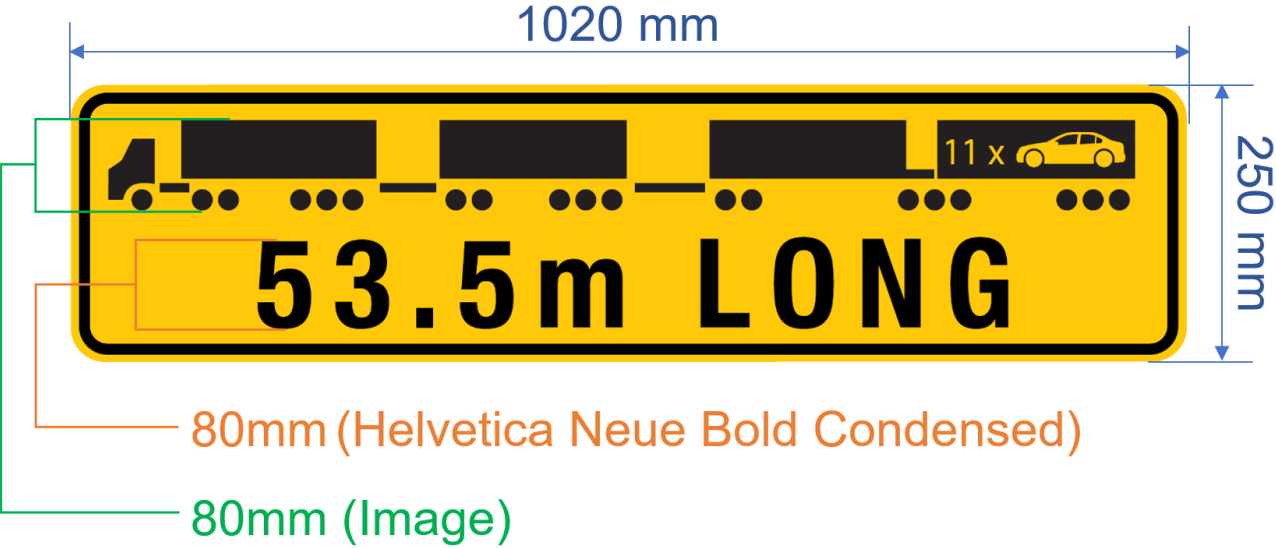 1020 mm
11 x
250 mm
53.5m LONG
80mm (Helvetica Neue Bold Condensed)
80mm (Image)